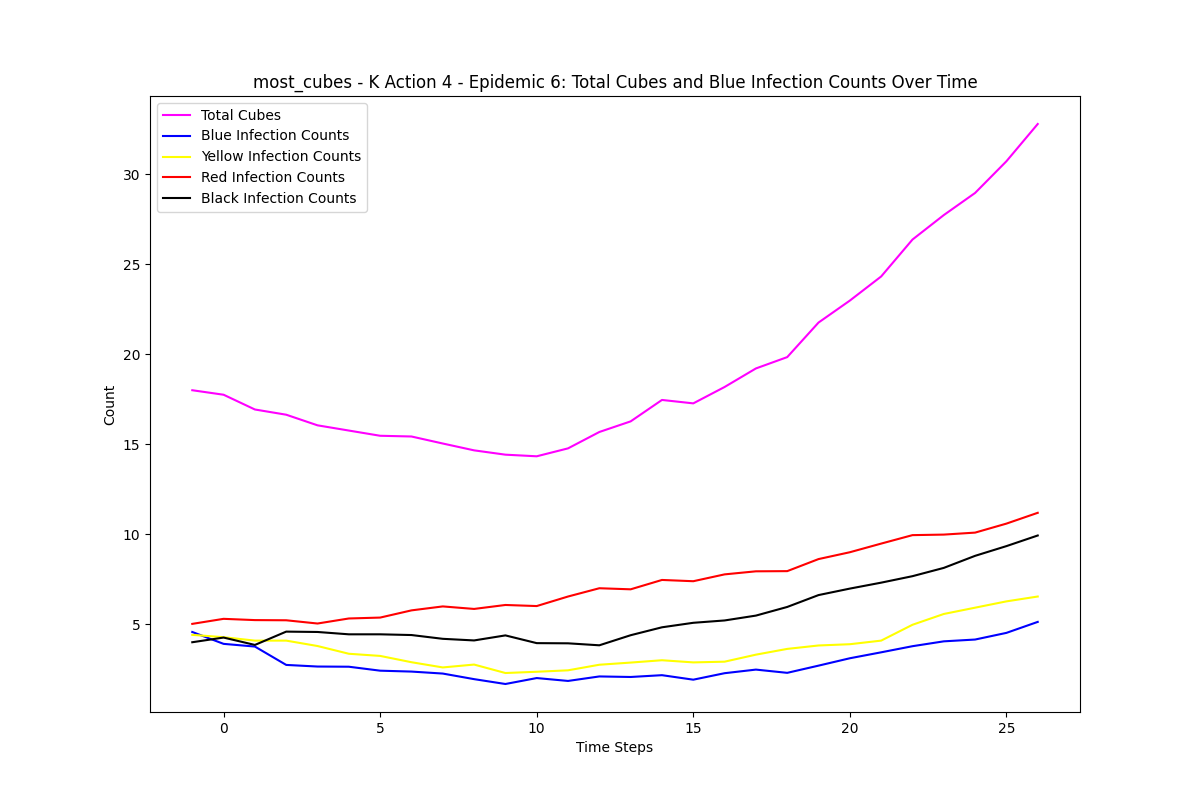 most_cubes - K Action 4 - Epidemic 6: Total Cubes and Blue Infection Counts Over Time
Total Cubes
Blue Infection Counts
Yellow Infection Counts
Red Infection Counts
Black Infection Counts
Count
30
25
20
15
10
5
0 5 10 15 20 25
Time Steps